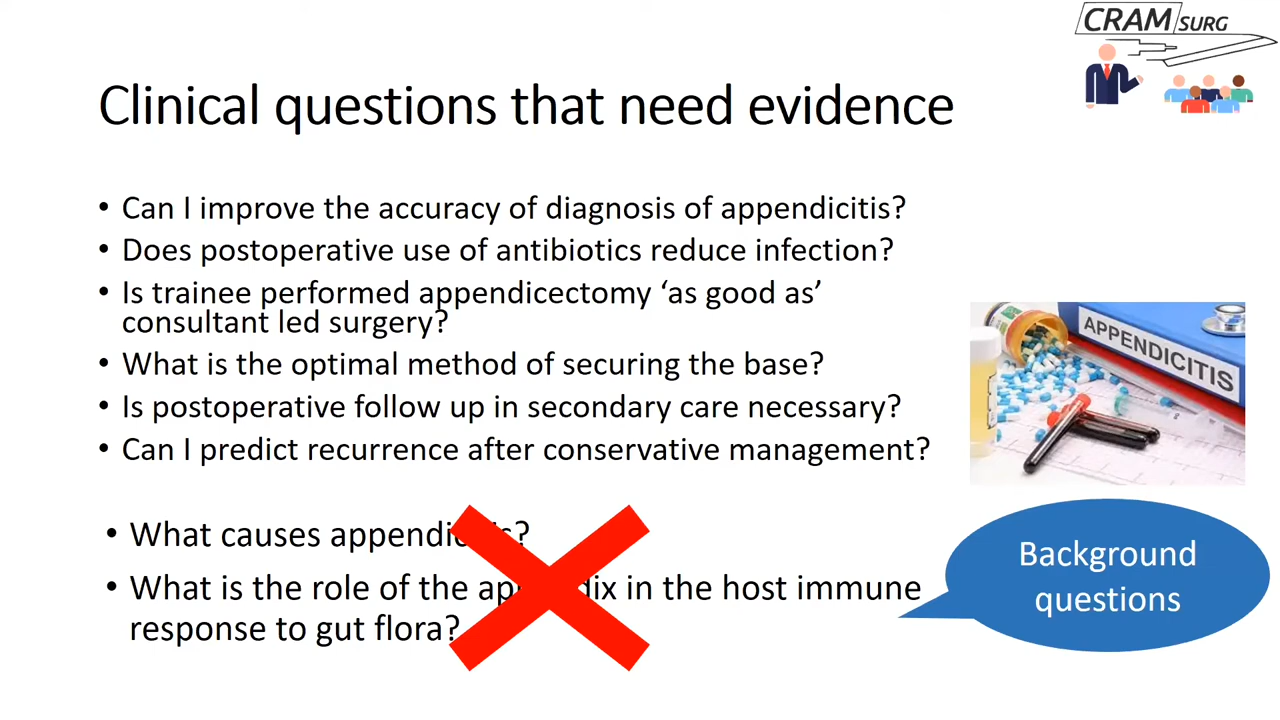 CRAM SURG
Clinical questions that need evidence
• Can I improve the accuracy of diagnosis of appendicitis?
• Does postoperative use of antibiotics reduce infection?
• Is trainee performed appendicectomy ‘as good as’
consultant led surgery?
• What is the optimal method of securing the base?
• Is postoperative follow up in secondary care necessary?
• Can I predict recurrence after conservative management?
APPENDICITIS
• What causes appendicitis?
• What is the role of the appendix in the host immune
response to gut flora?
Background
questions